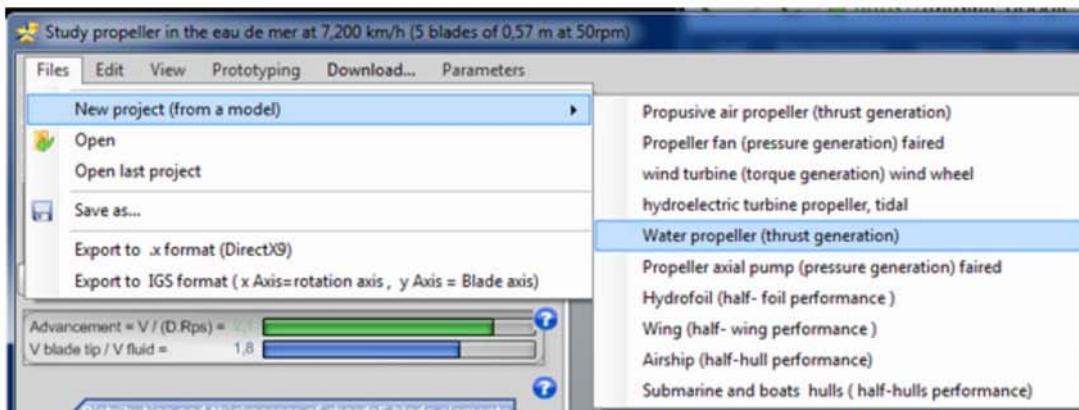 Study propeller in the eau de mer at 7,200 km/h (5 blades of 0,57 m at 50rpm)
Files Edit View Prototyping Download... Parameters
New project (from a model)
Open
Open last project
Save as...
Export to .x format (DirectX9)
Export to IGS format ( x Axis=rotation axis , y Axis = Blade axis)
Propusive air propeller (thrust generation)
Propeller fan (pressure generation) faired
wind turbine (torque generation) wind wheel
hydroelectric turbine propeller, tidal
Water propeller (thrust generation)
Propeller axial pump (pressure generation) faired
Hydrofoil (half- foil performance )
Wing (half- wing performance )
Airship (half-hull performance)
Submarine and boats hulls ( half-hulls performance)
Advancement = V / (D.Rps) =
V blade tip / V fluid = 1,8